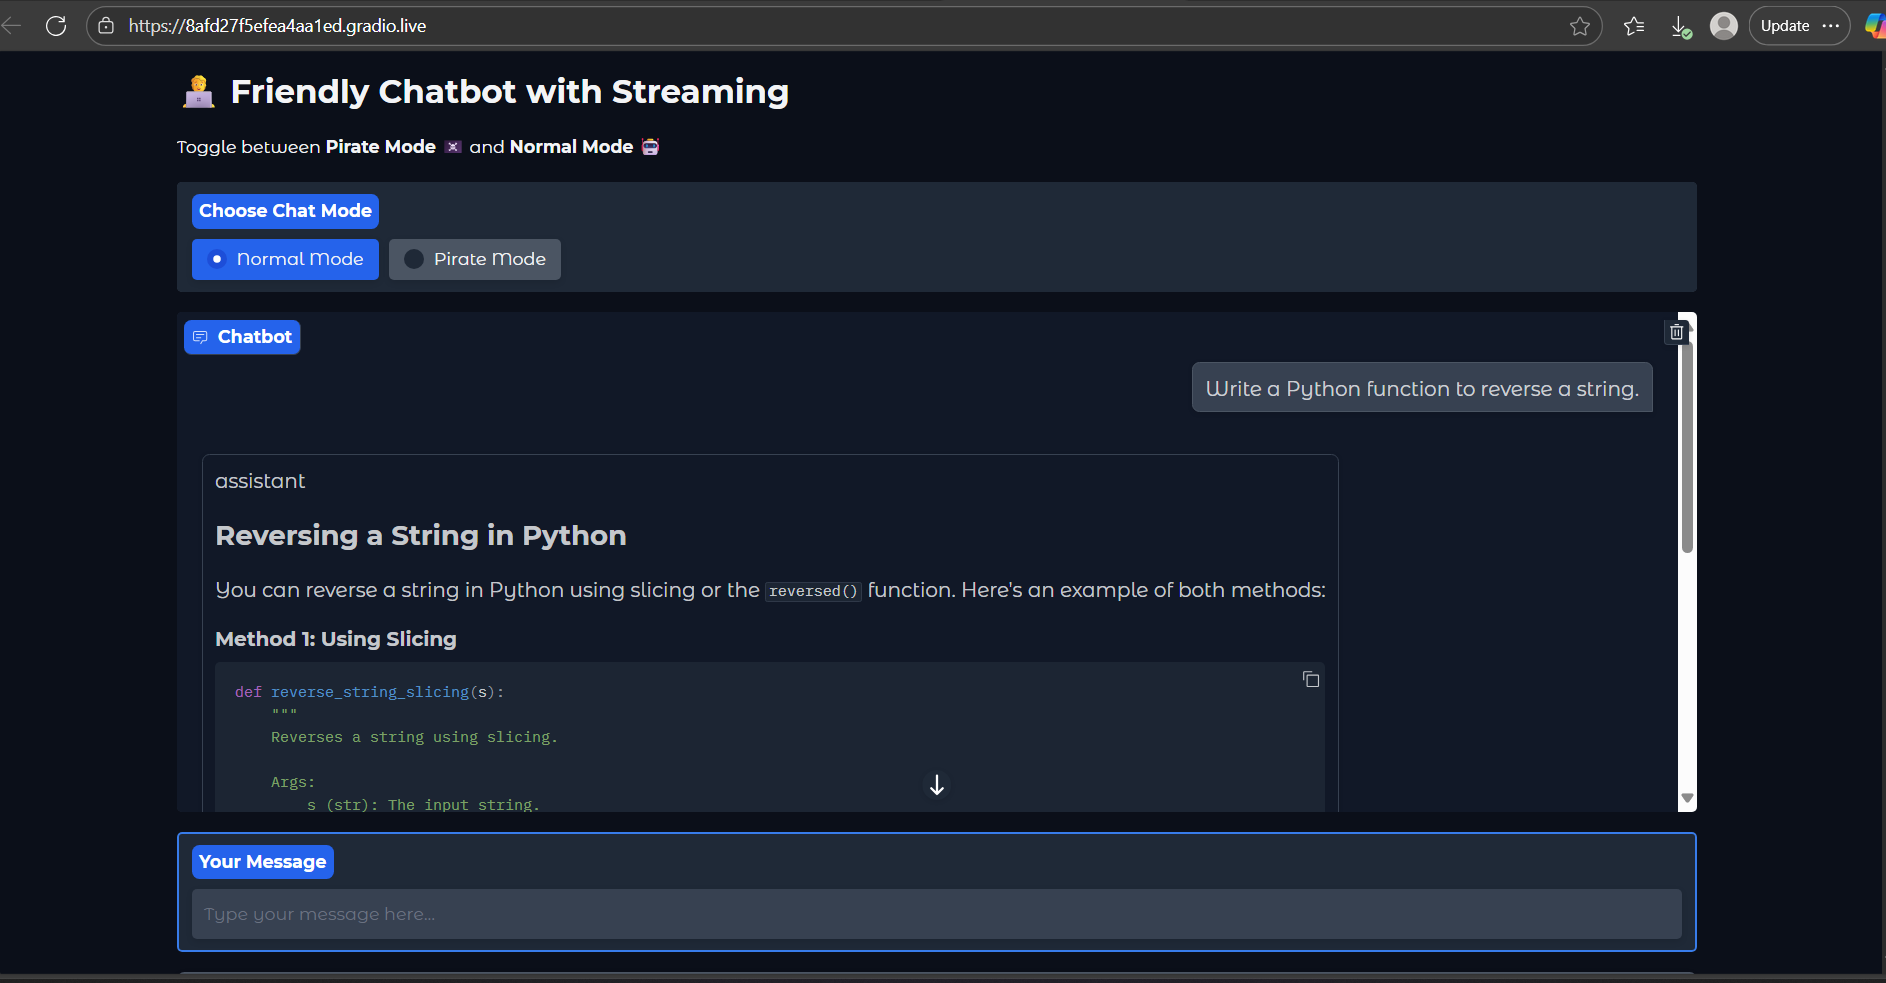 https://8afd27f5efea4aa1ed.gradio.live
Update
🧑‍💻 Friendly Chatbot with Streaming
Toggle between Pirate Mode 🏴‍☠️ and Normal Mode 🤖
Choose Chat Mode
Normal Mode
Pirate Mode
Chatbot
Write a Python function to reverse a string.
assistant
Reversing a String in Python
You can reverse a string in Python using slicing or the reversed() function. Here's an example of both methods:
Method 1: Using Slicing
def reverse_string_slicing(s):
    """
    Reverses a string using slicing.
    Args:
        s (str): The input string.
Your Message
Type your message here...